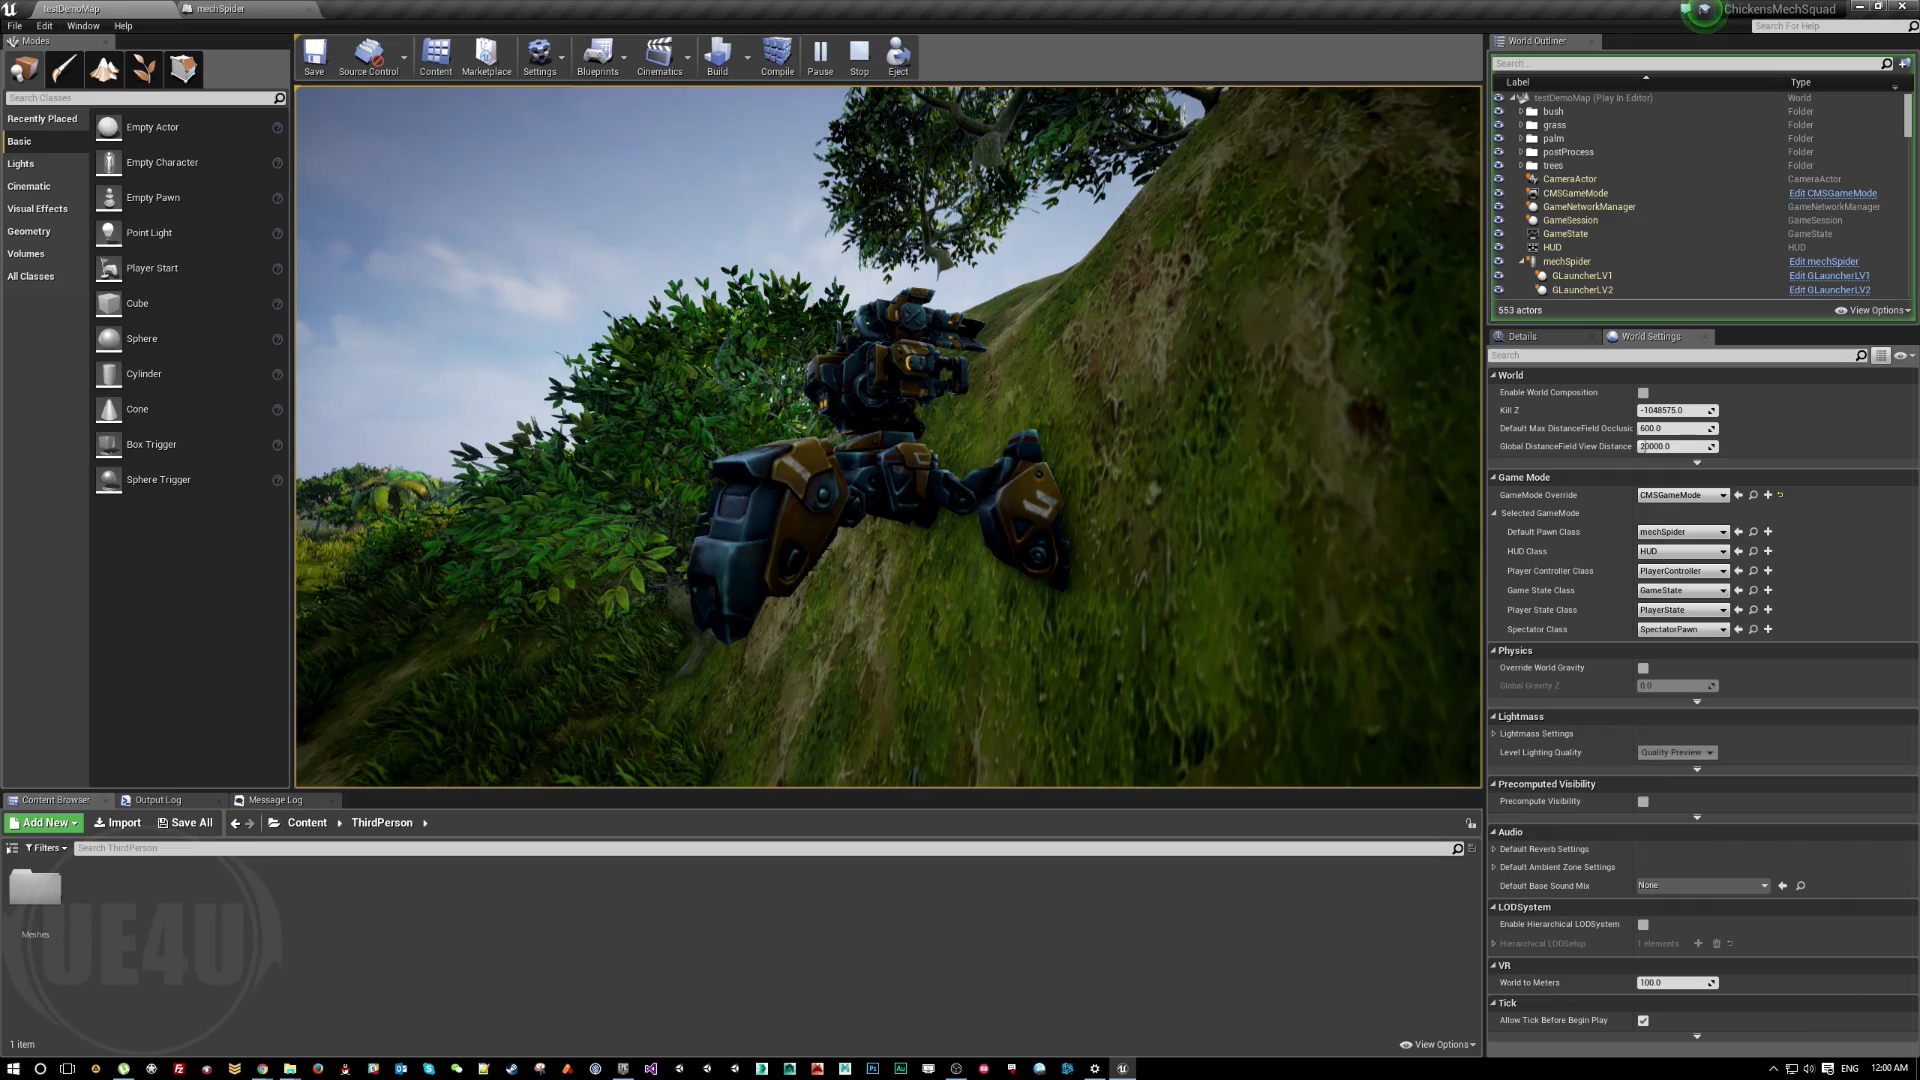 testDemoMap
mechSpider
ChickensMechSquad
File Edit Window Help
Search For Help
Modes
Save
Source Control
Content
Marketplace
Settings
Blueprints
Cinematics
Build
Compile
Pause
Stop
Eject
Search Classes
Recently Placed
Basic
Lights
Cinematic
Visual Effects
Geometry
Volumes
All Classes
Empty Actor
Empty Character
Empty Pawn
Point Light
Player Start
Cube
Sphere
Cylinder
Cone
Box Trigger
Sphere Trigger
World Outliner
Search...
Label Type
testDemoMap (Play In Editor) World
bush Folder
grass Folder
palm Folder
postProcess Folder
trees Folder
CameraActor CameraActor
CMSGameMode Edit CMSGameMode
GameNetworkManager GameNetworkManager
GameSession GameSession
GameState GameState
HUD HUD
mechSpider Edit mechSpider
GLauncherLV1 Edit GLauncherLV1
GLauncherLV2 Edit GLauncherLV2
553 actors View Options
Details World Settings
Search
World
Enable World Composition
Kill Z -1048575.0
Default Max DistanceField Occlusic 600.0
Global DistanceField View Distance 20000.0
Game Mode
GameMode Override CMSGameMode
Selected GameMode
Default Pawn Class mechSpider
HUD Class HUD
Player Controller Class PlayerController
Game State Class GameState
Player State Class PlayerState
Spectator Class SpectatorPawn
Physics
Override World Gravity
Global Gravity Z 0.0
Lightmass
Lightmass Settings
Level Lighting Quality Quality Preview
Precomputed Visibility
Precompute Visibility
Audio
Default Reverb Settings
Default Ambient Zone Settings
Default Base Sound Mix None
LODSystem
Enable Hierarchical LODSystem
Hierarchical LODSetup 1 elements
VR
World to Meters 100.0
Tick
Allow Tick Before Begin Play
Content Browser Output Log Message Log
Add New Import Save All Content ThirdPerson
Filters Search ThirdPerson
Meshes
UE4U
1 item View Options
ENG 12:00 AM